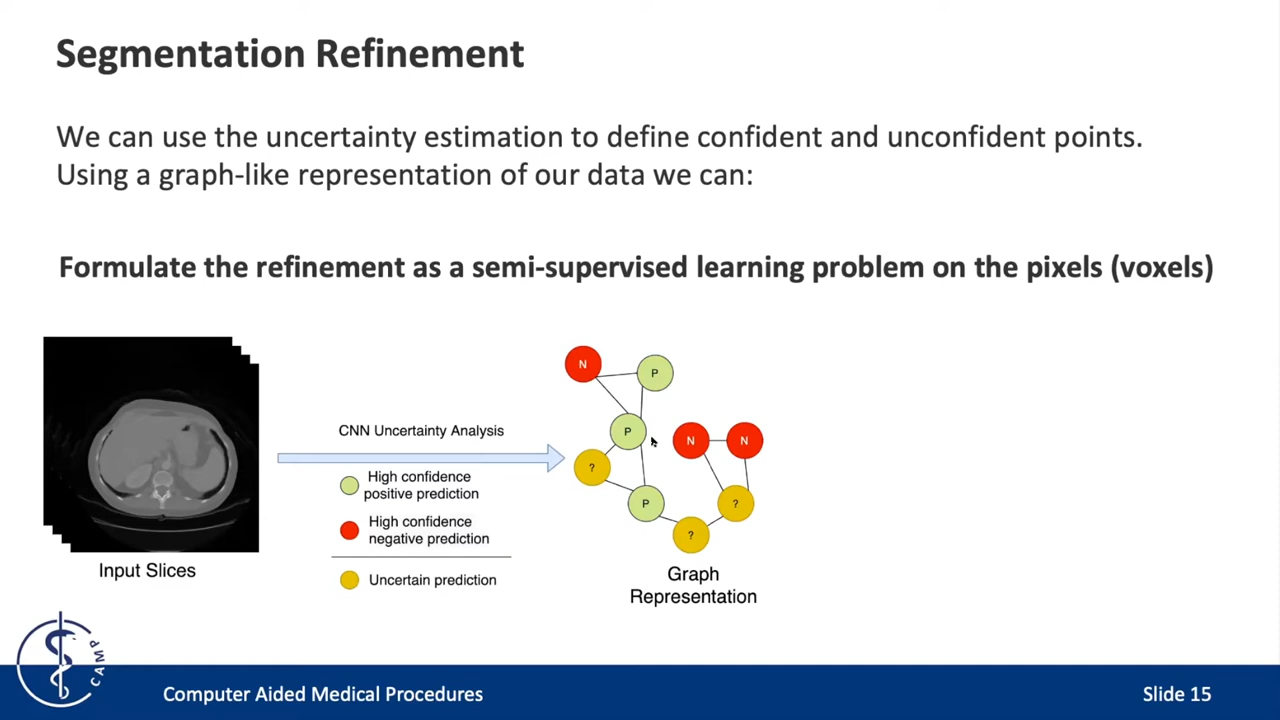 Segmentation Refinement
We can use the uncertainty estimation to define confident and unconfident points.
Using a graph-like representation of our data we can:
Formulate the refinement as a semi-supervised learning problem on the pixels (voxels)
CNN Uncertainty Analysis
High confidence
positive prediction
High confidence
negative prediction
Uncertain prediction
Input Slices
N
P
P
N
N
?
P
?
?
Graph
Representation
CAMP
Computer Aided Medical Procedures
Slide 15